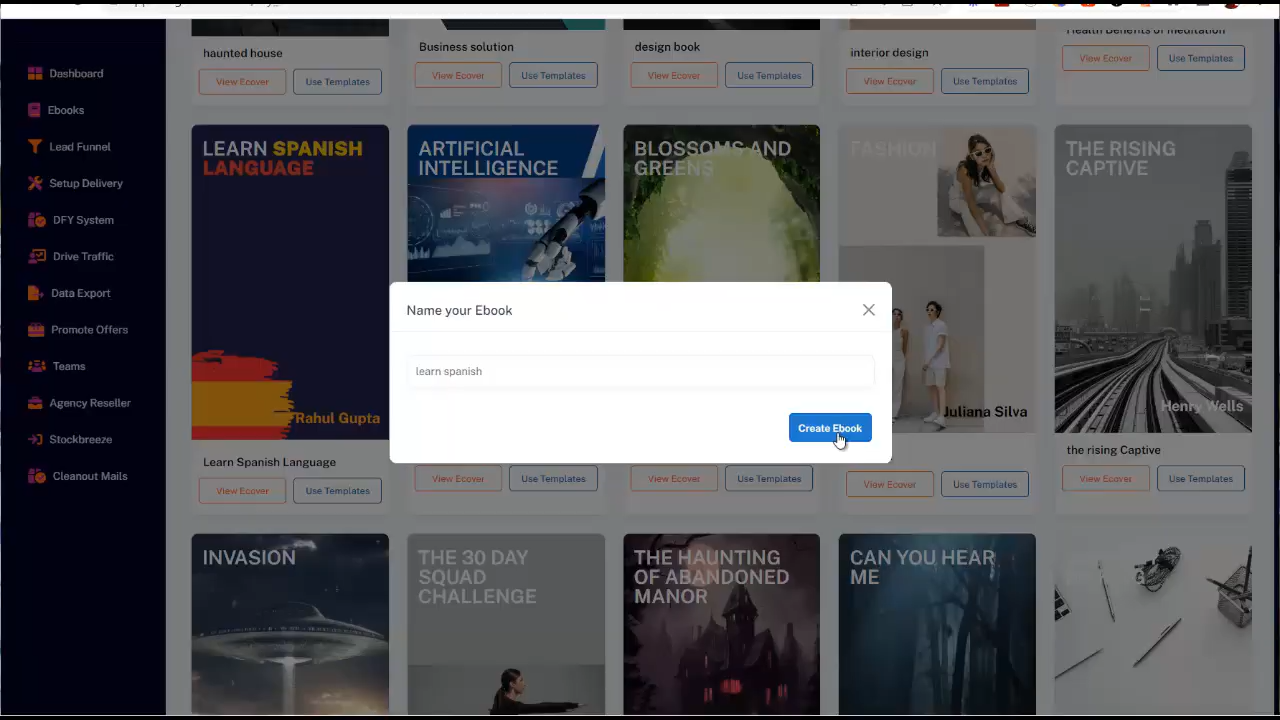 haunted house
Business solution
design book
interior design
Health Benefits of meditation
View Ecover
Use Templates
View Ecover
Use Templates
View Ecover
Use Templates
View Ecover
Use Templates
View Ecover
Use Templates
Dashboard
Ebooks
Lead Funnel
Setup Delivery
DFY System
Drive Traffic
Data Export
Promote Offers
Teams
Agency Reseller
Stockbreeze
Cleanout Mails
LEARN SPANISH
LANGUAGE
Rahul Gupta
ARTIFICIAL
INTELLIGENCE
BLOSSOMS AND
GREENS
FASHION
Juliana Silva
THE RISING
CAPTIVE
Henry Wells
Name your Ebook
learn spanish
Create Ebook
Learn Spanish Language
the rising Captive
View Ecover
Use Templates
View Ecover
Use Templates
View Ecover
Use Templates
View Ecover
Use Templates
View Ecover
Use Templates
INVASION
THE 30 DAY
SQUAD
CHALLENGE
THE HAUNTING
OF ABANDONED
MANOR
CAN YOU HEAR
ME